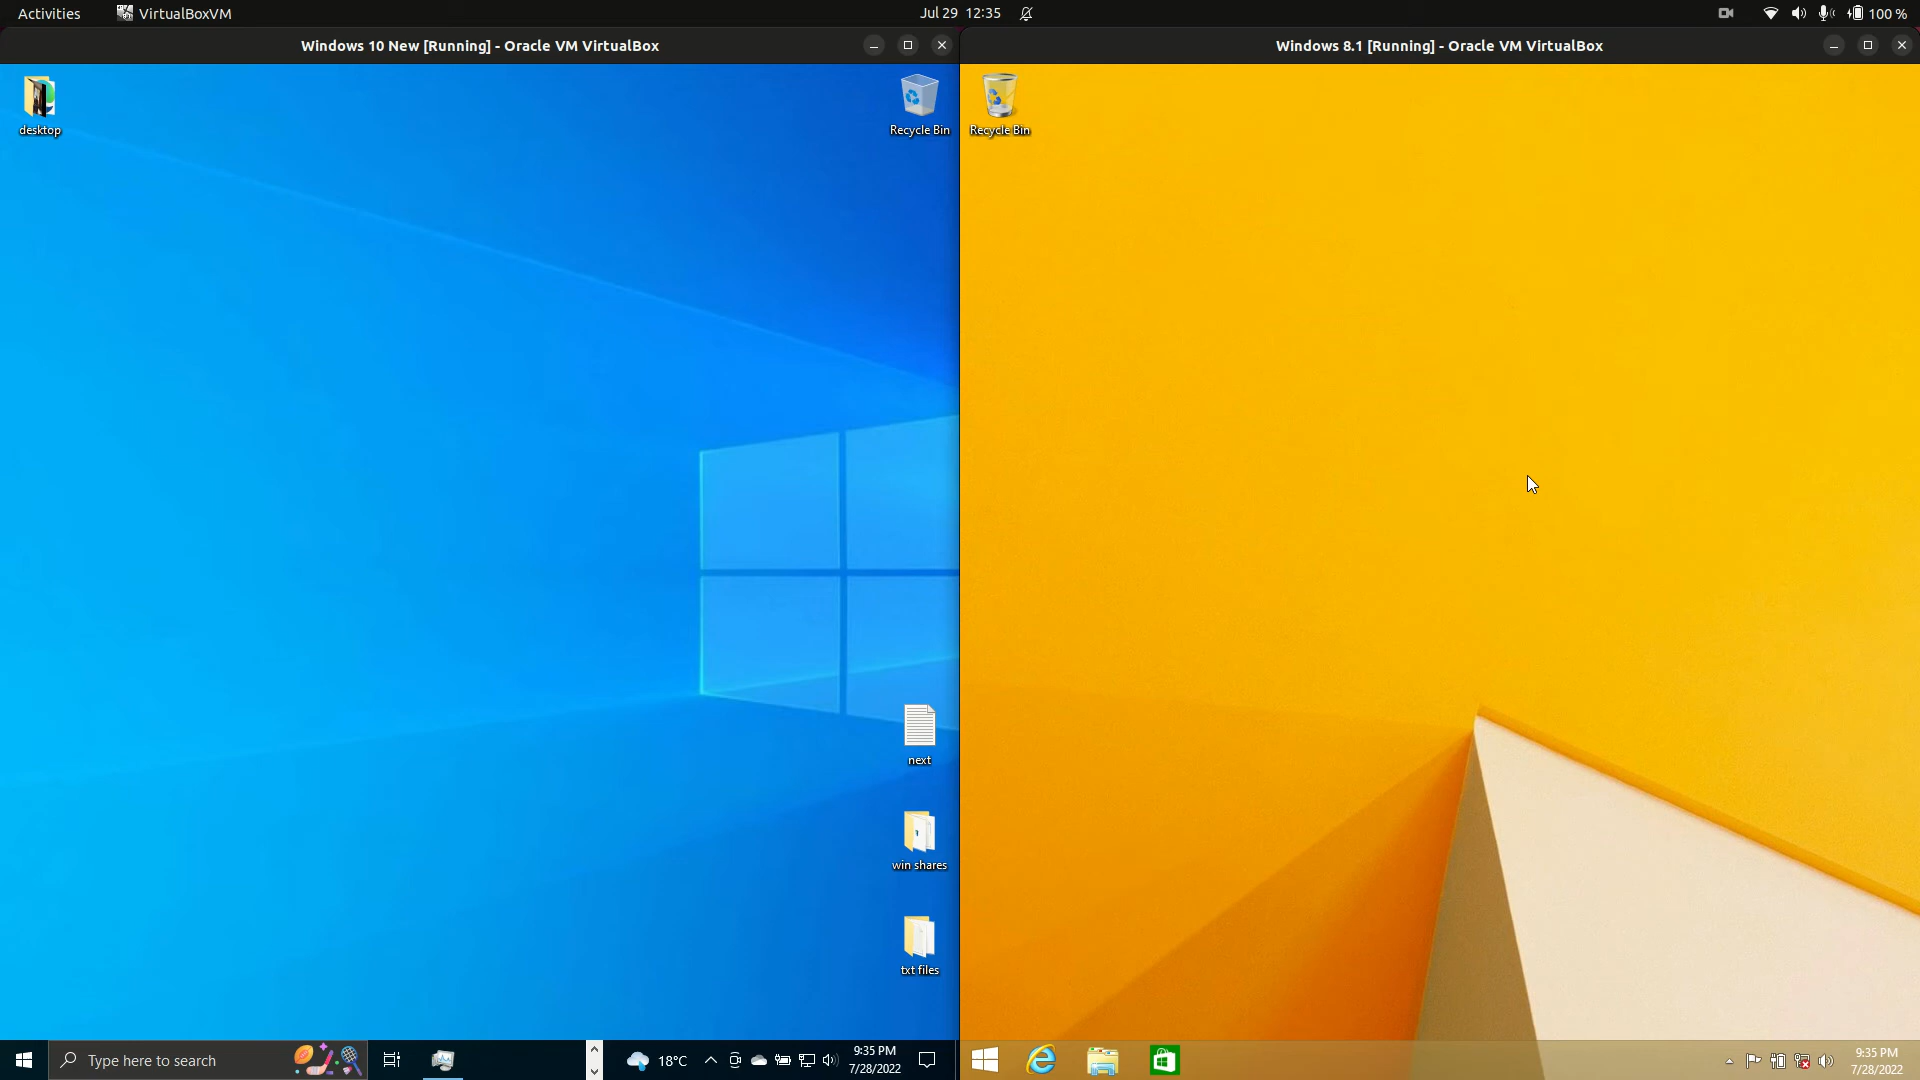 Activities
VirtualBoxVM
Jul 29 12:35
100 %
Windows 10 New [Running] - Oracle VM VirtualBox
Windows 8.1 [Running] - Oracle VM VirtualBox
desktop
Recycle Bin
Recycle Bin
next
win shares
txt files
Type here to search
18°C
9:35 PM
7/28/2022
9:35 PM
7/28/2022